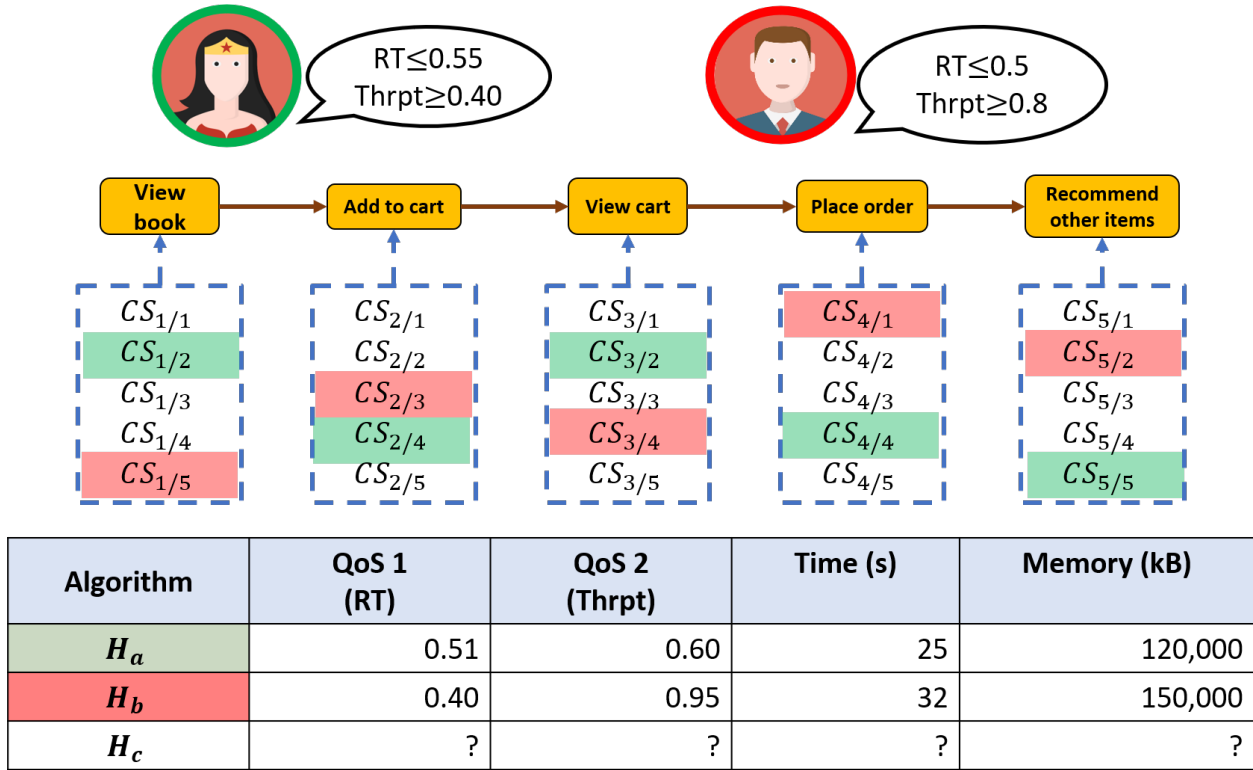 RT≤0.55
Thrpt≥0.40
RT≤0.5
Thrpt≥0.8
View
book
Add to cart
View cart
Place order
Recommend
other items
CS1/1
CS1/2
CS1/3
CS1/4
CS1/5
CS2/1
CS2/2
CS2/3
CS2/4
CS2/5
CS3/1
CS3/2
CS3/3
CS3/4
CS3/5
CS4/1
CS4/2
CS4/3
CS4/4
CS4/5
CS5/1
CS5/2
CS5/3
CS5/4
CS5/5
Algorithm QoS 1 (RT) QoS 2 (Thrpt) Time (s) Memory (kB)
Ha 0.51 0.60 25 120,000
Hb 0.40 0.95 32 150,000
Hc ? ? ? ?